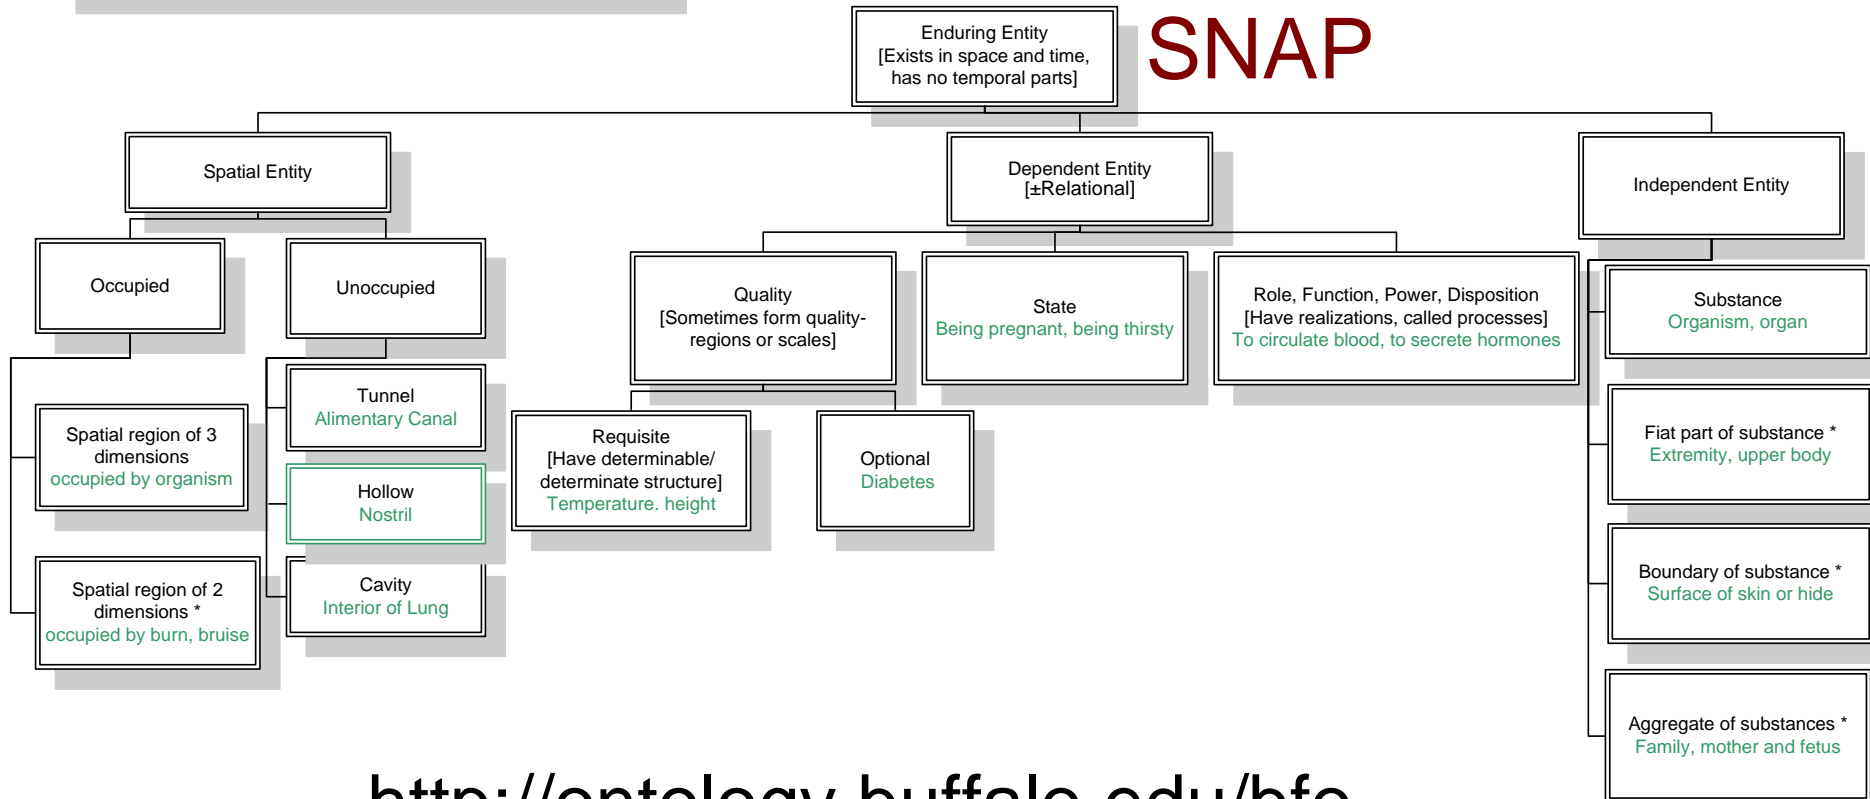 SNAP
Enduring Entity
[Exists in space and time,
has no temporal parts]
Spatial Entity
Dependent Entity
[±Relational]
Independent Entity
Occupied
Unoccupied
Quality
[Sometimes form quality-
regions or scales]
State
Being pregnant, being thirsty
Role, Function, Power, Disposition
[Have realizations, called processes]
To circulate blood, to secrete hormones
Substance
Organism, organ
Tunnel
Alimentary Canal
Spatial region of 3
dimensions
occupied by organism
Hollow
Nostril
Requisite
[Have determinable/
determinate structure]
Temperature. height
Optional
Diabetes
Fiat part of substance *
Extremity, upper body
Spatial region of 2
dimensions *
occupied by burn, bruise
Cavity
Interior of Lung
Boundary of substance *
Surface of skin or hide
Aggregate of substances *
Family, mother and fetus
http://ontology.buffalo.edu/bfo